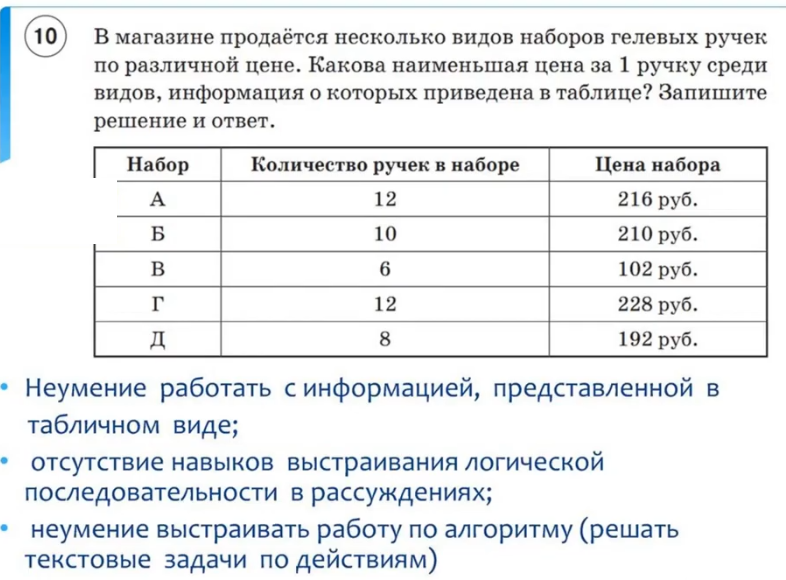 10
В магазине продаётся несколько видов наборов гелевых ручек
по различной цене. Какова наименьшая цена за 1 ручку среди
видов, информация о которых приведена в таблице? Запишите
решение и ответ.
Набор Количество ручек в наборе Цена набора
А 12 216 руб.
Б 10 210 руб.
В 6 102 руб.
Г 12 228 руб.
Д 8 192 руб.
• Неумение работать с информацией, представленной в
табличном виде;
• отсутствие навыков выстраивания логической
последовательности в рассуждениях;
• неумение выстраивать работу по алгоритму (решать
текстовые задачи по действиям)